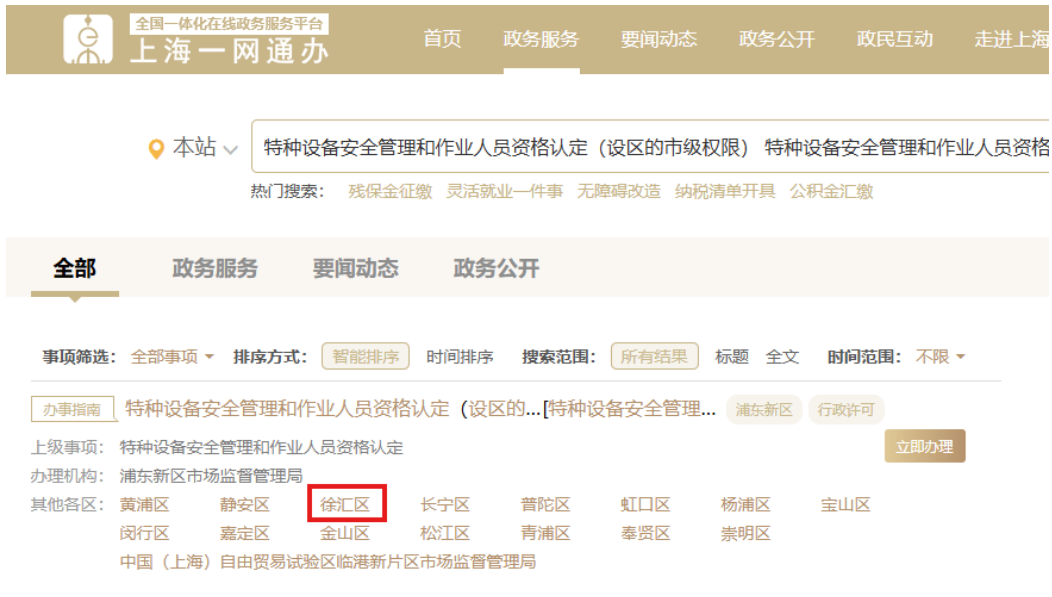 全国一体化在线政务服务平台
上海一网通办 首页 政务服务 要闻动态 政务公开 政民互动 走进上海
本站 特种设备安全管理和作业人员资格认定（设区的市级权限） 特种设备安全管理和作业人员资格
热门搜索： 残保金征缴 灵活就业一件事 无障碍改造 纳税清单开具 公积金汇缴
全部 政务服务 要闻动态 政务公开
事项筛选： 全部事项 排序方式： 智能排序 时间排序 搜索范围： 所有结果 标题 全文 时间范围： 不限
办事指南 特种设备安全管理和作业人员资格认定（设区的...[特种设备安全管理... 浦东新区 行政许可
上级事项： 特种设备安全管理和作业人员资格认定 立即办理
办理机构： 浦东新区市场监督管理局
其他各区： 黄浦区 静安区 徐汇区 长宁区 普陀区 虹口区 杨浦区 宝山区
闵行区 嘉定区 金山区 松江区 青浦区 奉贤区 崇明区
中国（上海）自由贸易试验区临港新片区市场监督管理局